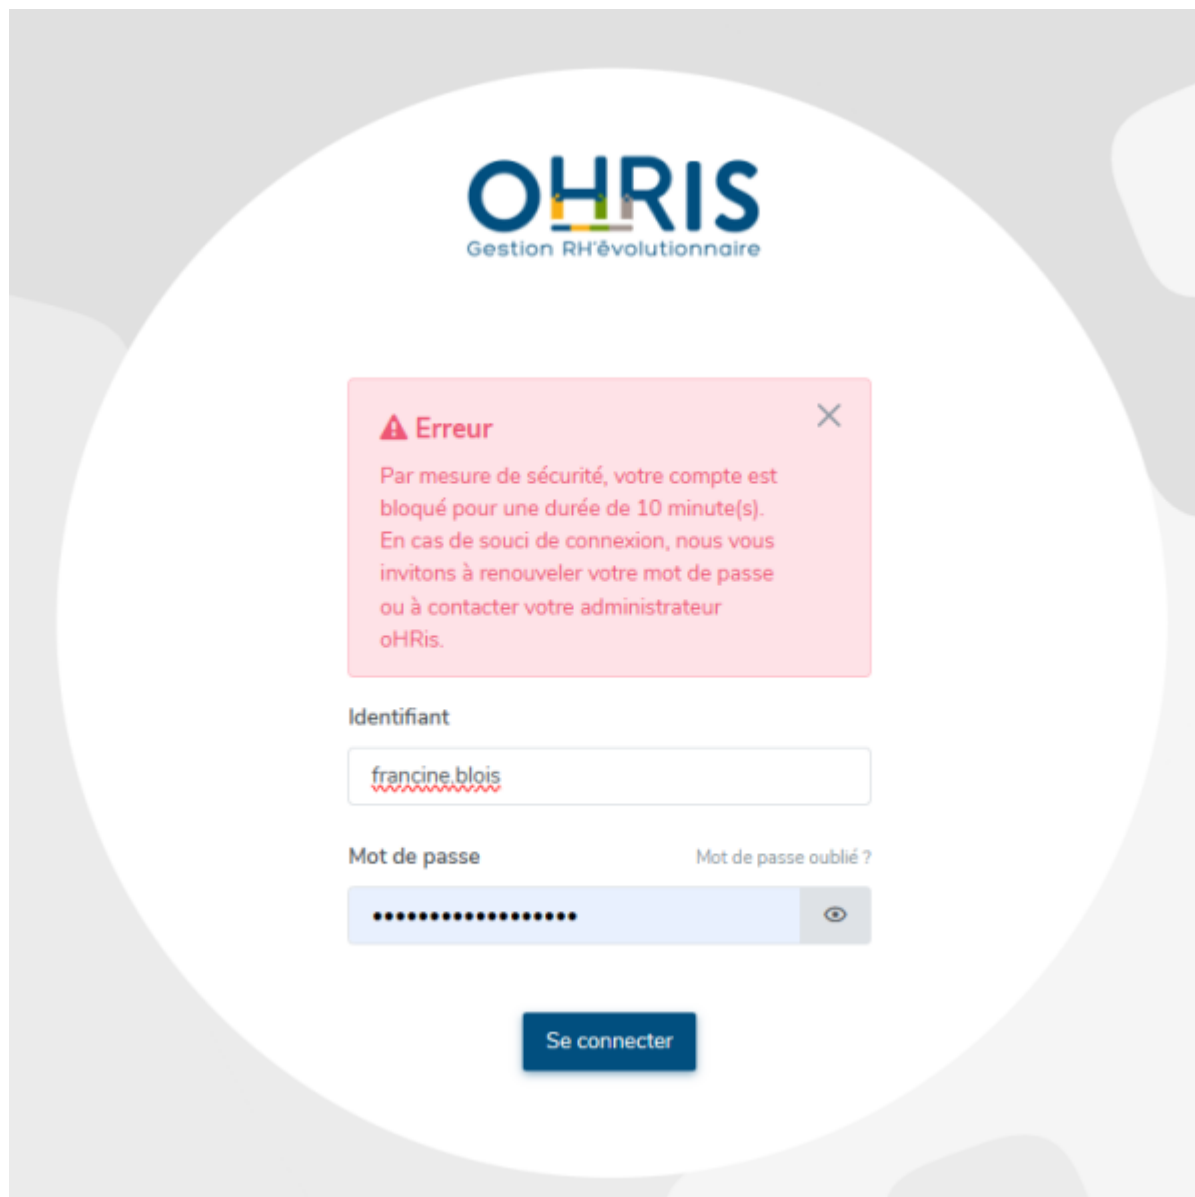 OHRIS
Gestion RH'évolutionnaire
Erreur
Par mesure de sécurité, votre compte est
bloqué pour une durée de 10 minute(s).
En cas de souci de connexion, nous vous
invitons à renouveler votre mot de passe
ou à contacter votre administrateur
oHRis.
Identifiant
francine.blois
Mot de passe Mot de passe oublié ?
••••••••••••••••••
Se connecter